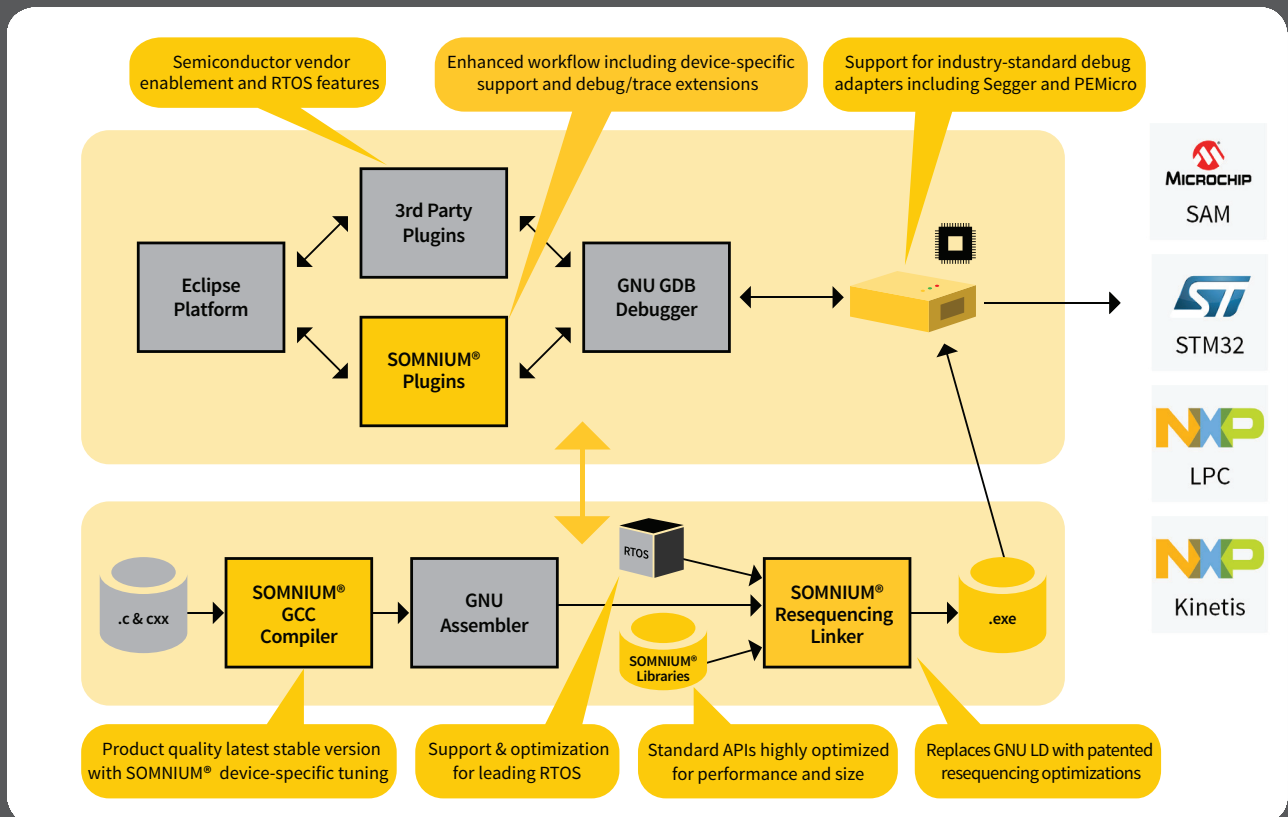 Semiconductor vendor
enablement and RTOS features
Enhanced workflow including device-specific
support and debug/trace extensions
Support for industry-standard debug
adapters including Segger and PEMicro
3rd Party
Plugins
Eclipse
Platform
GNU GDB
Debugger
SOMNIUM®
Plugins
MICROCHIP
SAM
ST
STM32
NXP
LPC
NXP
Kinetis
RTOS
.c & cxx
SOMNIUM®
GCC
Compiler
GNU
Assembler
SOMNIUM®
Libraries
SOMNIUM®
Resequencing
Linker
.exe
Product quality latest stable version
with SOMNIUM® device-specific tuning
Support & optimization
for leading RTOS
Standard APIs highly optimized
for performance and size
Replaces GNU LD with patented
resequencing optimizations